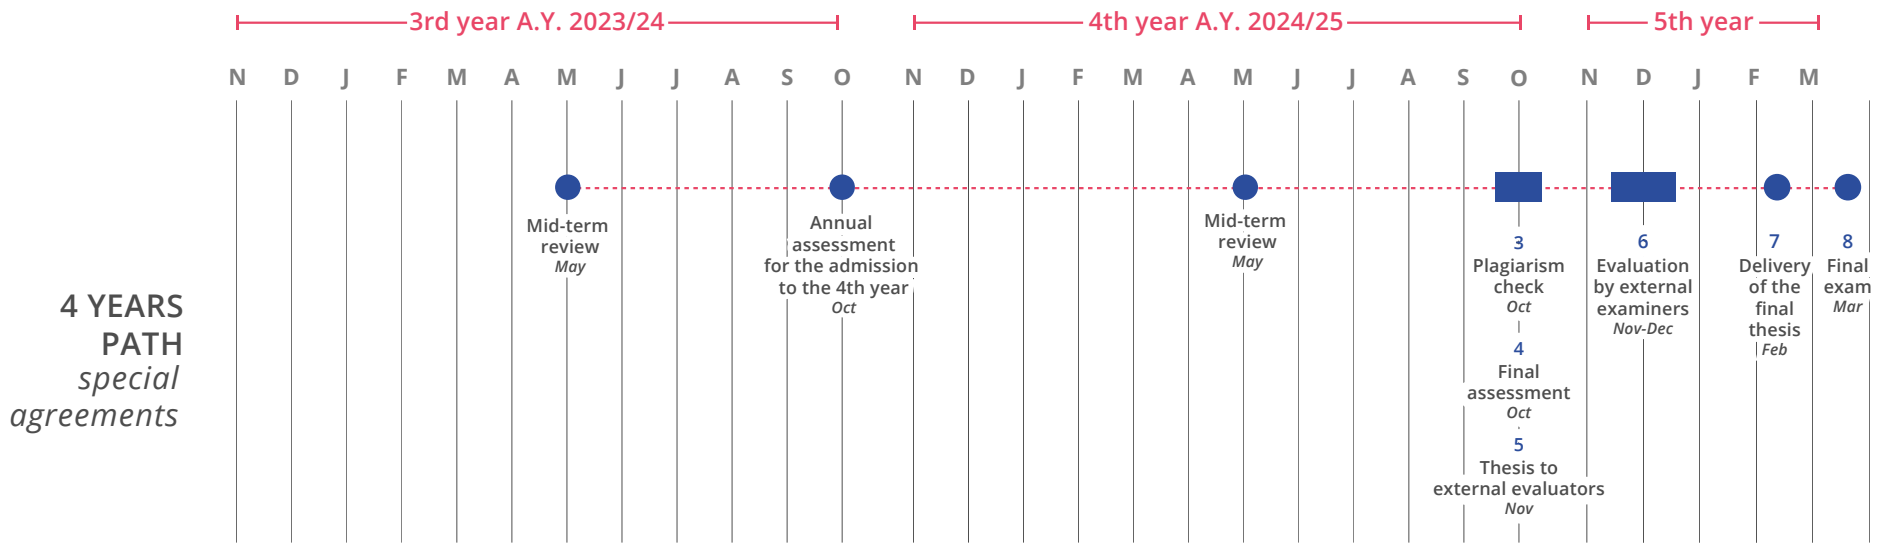 3rd year A.Y. 2023/24
4th year A.Y. 2024/25
5th year
N D J F M A M J J A S O N D J F M A M J J A S O N D J F M
4 YEARS
PATH
special
agreements
Mid-term
review
May
Annual
assessment
for the admission
to the 4th year
Oct
Mid-term
review
May
3
Plagiarism
check
Oct
4
Final
assessment
Oct
5
Thesis to
external evaluators
Nov
6
Evaluation
by external
examiners
Nov-Dec
7
Delivery
of the
final
thesis
Feb
8
Final
exam
Mar